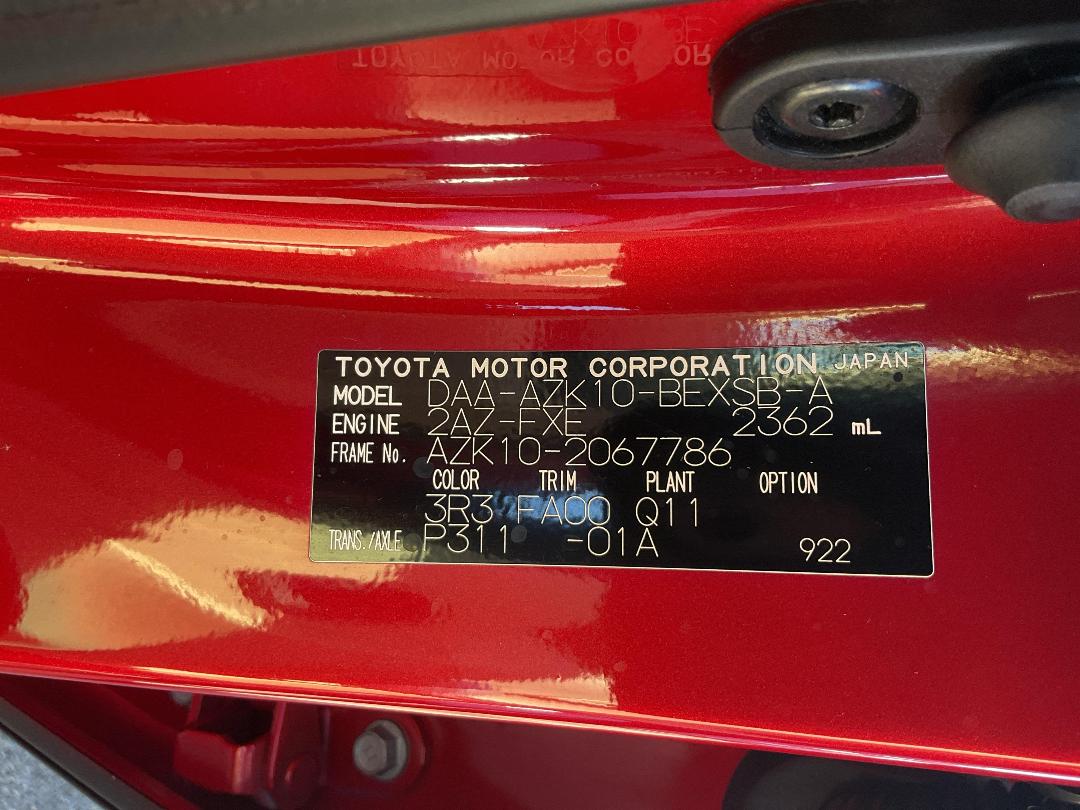 TOYOTA MOTOR CORPORATION JAPAN
MODEL DAA-AZK10-BEXSB-A
ENGINE 2AZ-FXE 2362 mL
FRAME No. AZK10-2067786
COLOR TRIM PLANT OPTION
3R3 FA00 Q11
TRANS./AXLE P311 -01A 922